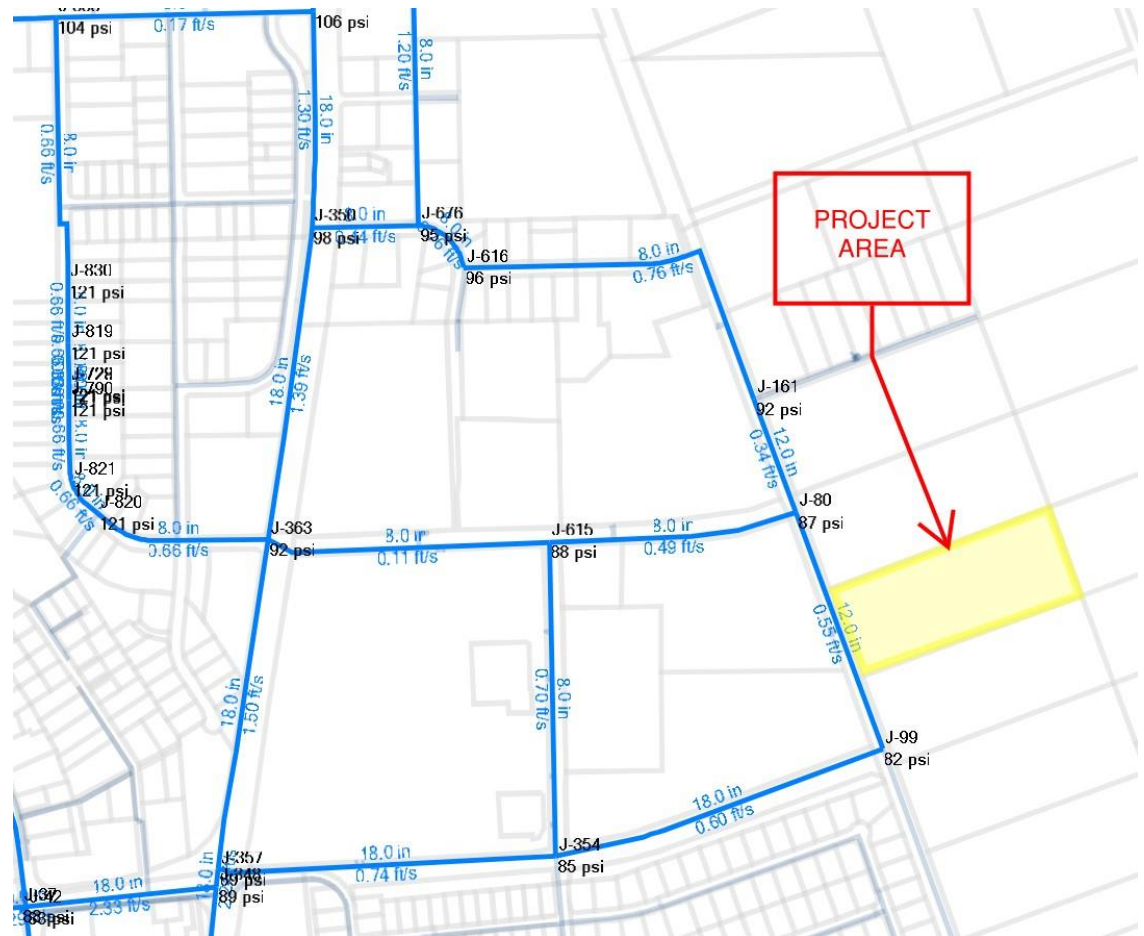 104 psi
0.17 ft/s
106 psi
8.0 in
1.20 ft/s
18.0 in
1.30 ft/s
0.66 ft/s
PROJECT
AREA
J-676
98 psi
95 psi
J-616
96 psi
8.0 in
0.76 ft/s
J-830
121 psi
J-819
121 psi
121 psi
18.0 in
1.39 ft/s
J-161
92 psi
12.0 in
0.34 ft/s
J-821
121 psi
0.66 ft/s
J-820
121 psi
8.0 in
0.66 ft/s
J-363
92 psi
0.11 ft/s
J-615
88 psi
0.49 ft/s
J-80
87 psi
12.0 in
0.55 ft/s
18.0 in
1.50 ft/s
8.0 in
0.70 ft/s
J-99
82 psi
18.0 in
0.60 ft/s
J-354
85 psi
18.0 in
0.74 ft/s
J-357
89 psi
18.0 in
2.33 ft/s